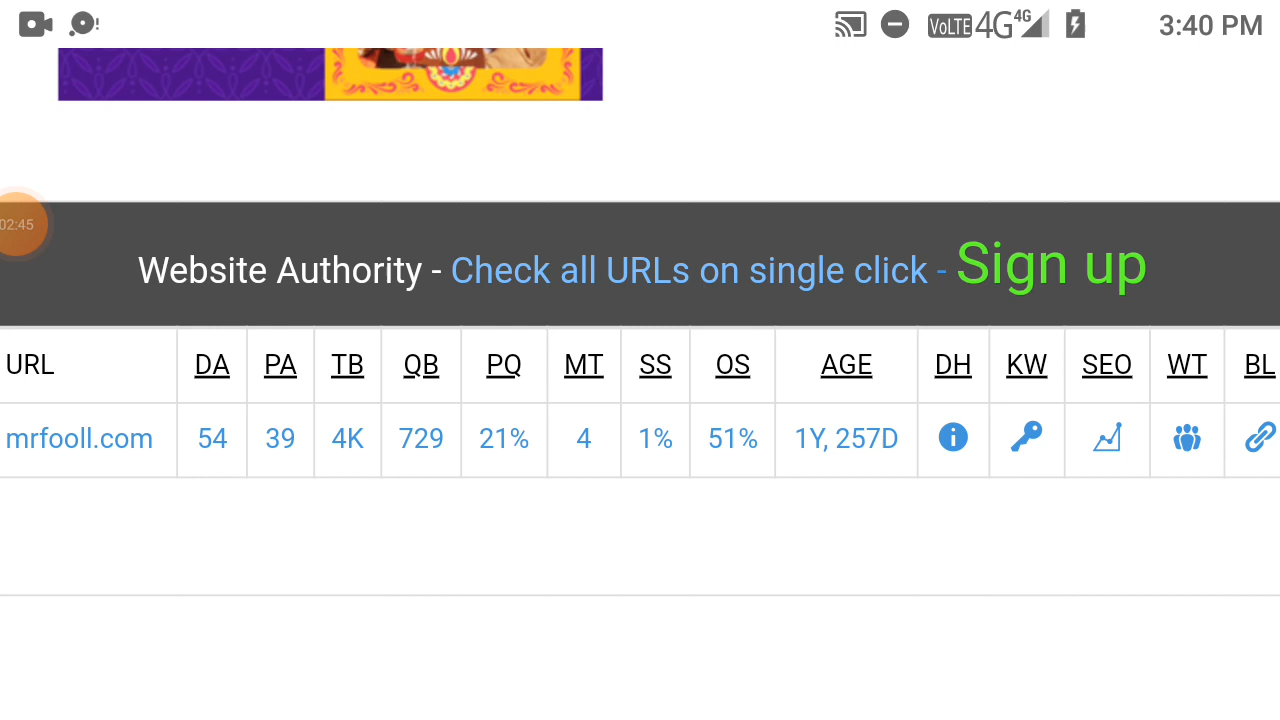 VoLTE 4G 4G 3:40 PM
02:45
Website Authority - Check all URLs on single click - Sign up
URL DA PA TB QB PQ MT SS OS AGE DH KW SEO WT BL
mrfooll.com 54 39 4K 729 21% 4 1% 51% 1Y, 257D